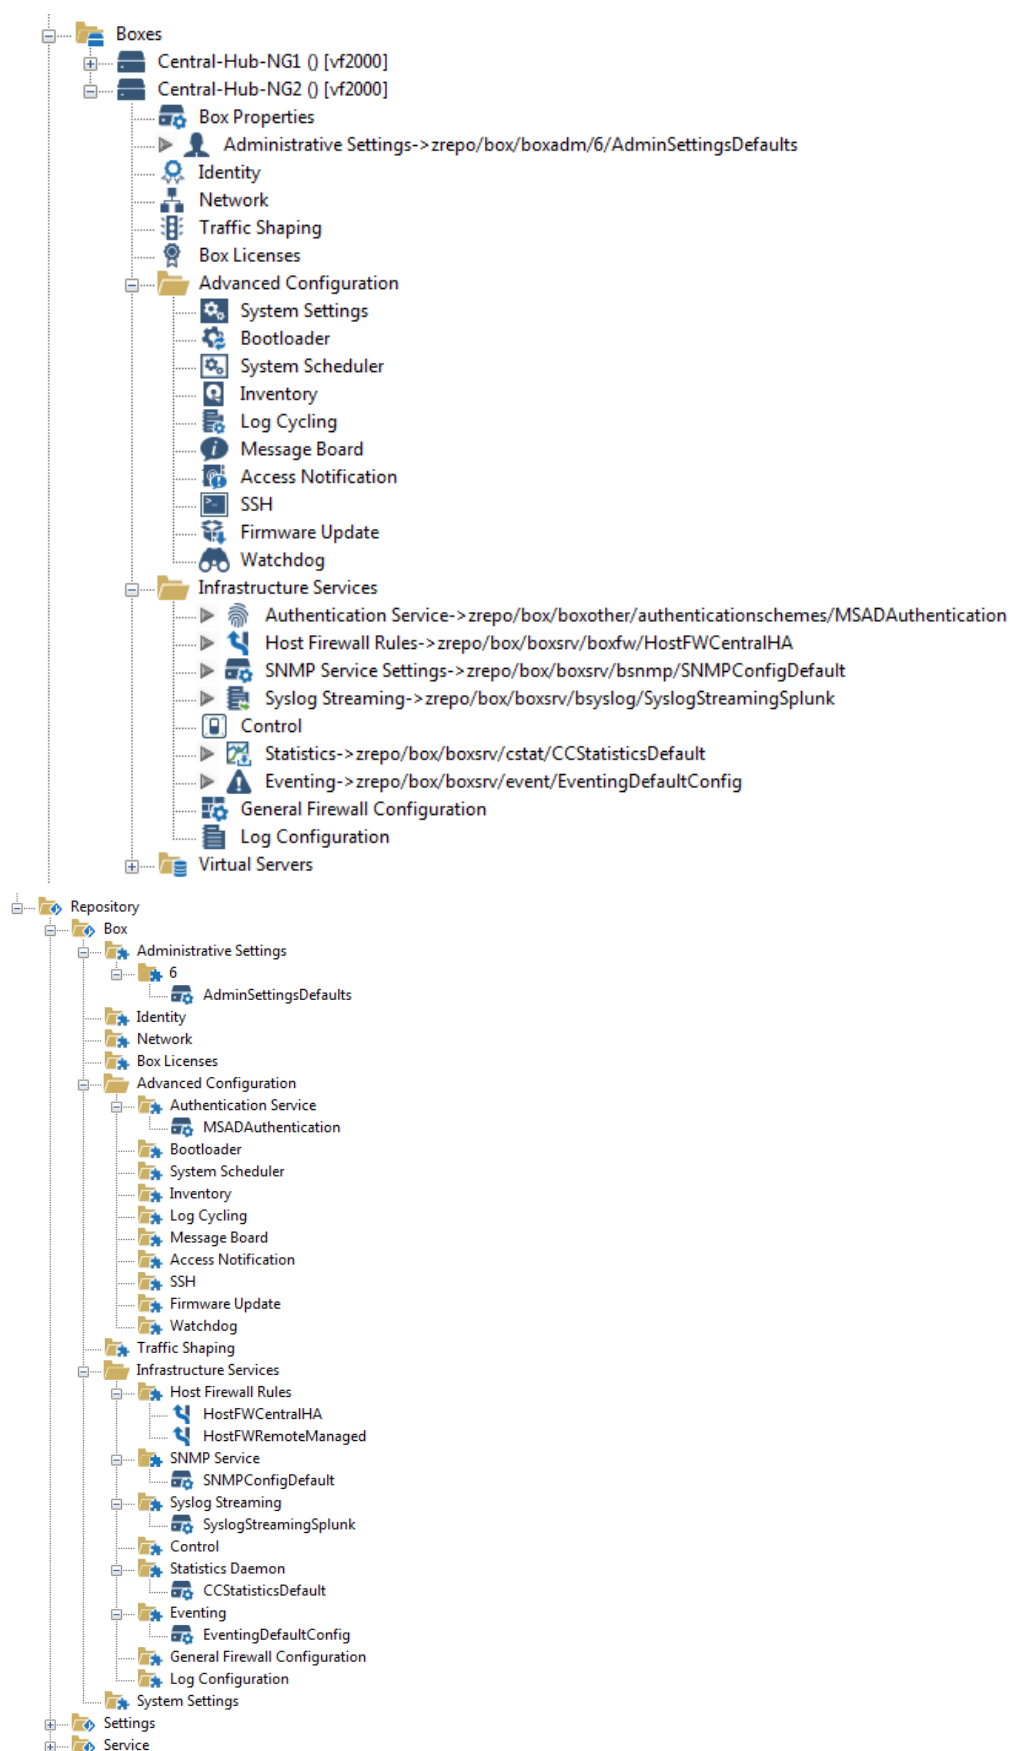 Boxes
Central-Hub-NG1 () [vf2000]
Central-Hub-NG2 () [vf2000]
Box Properties
Administrative Settings->zrepo/box/boxadm/6/AdminSettingsDefaults
Identity
Network
Traffic Shaping
Box Licenses
Advanced Configuration
System Settings
Bootloader
System Scheduler
Inventory
Log Cycling
Message Board
Access Notification
SSH
Firmware Update
Watchdog
Infrastructure Services
Authentication Service->zrepo/box/boxother/authenticationschemes/MSADAuthentication
Host Firewall Rules->zrepo/box/boxsrv/boxfw/HostFWCentralHA
SNMP Service Settings->zrepo/box/boxsrv/bsnmp/SNMPConfigDefault
Syslog Streaming->zrepo/box/boxsrv/bsyslog/SyslogStreamingSplunk
Control
Statistics->zrepo/box/boxsrv/cstat/CCStatisticsDefault
Eventing->zrepo/box/boxsrv/event/EventingDefaultConfig
General Firewall Configuration
Log Configuration
Virtual Servers
Repository
Box
Administrative Settings
6
AdminSettingsDefaults
Identity
Network
Box Licenses
Advanced Configuration
Authentication Service
MSADAuthentication
Bootloader
System Scheduler
Inventory
Log Cycling
Message Board
Access Notification
SSH
Firmware Update
Watchdog
Traffic Shaping
Infrastructure Services
Host Firewall Rules
HostFWCentralHA
HostFWRemoteManaged
SNMP Service
SNMPConfigDefault
Syslog Streaming
SyslogStreamingSplunk
Control
Statistics Daemon
CCStatisticsDefault
Eventing
EventingDefaultConfig
General Firewall Configuration
Log Configuration
System Settings
Settings
Service